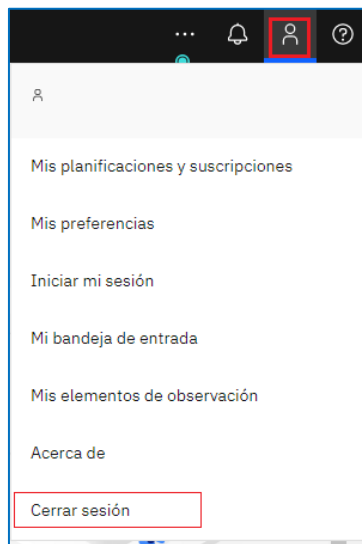 Mis planificaciones y suscripciones
Mis preferencias
Iniciar mi sesión
Mi bandeja de entrada
Mis elementos de observación
Acerca de
Cerrar sesión